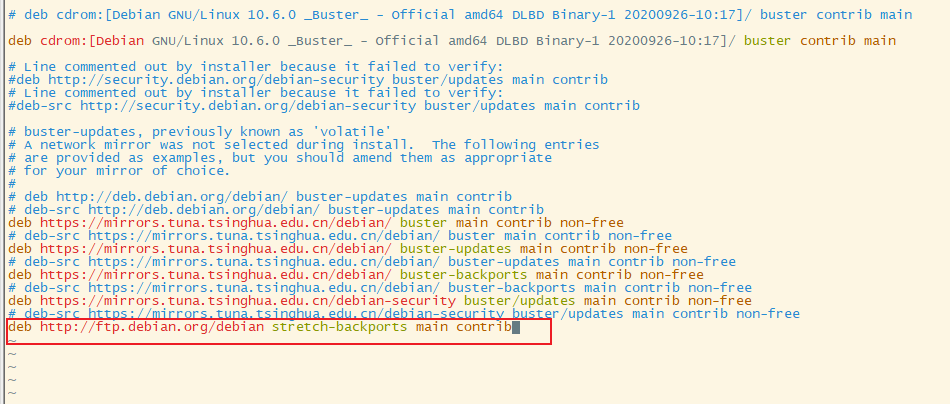 # deb cdrom:[Debian GNU/Linux 10.6.0 _Buster_ - Official amd64 DLBD Binary-1 20200926-10:17]/ buster contrib main
deb cdrom:[Debian GNU/Linux 10.6.0 _Buster_ - Official amd64 DLBD Binary-1 20200926-10:17]/ buster contrib main
# Line commented out by installer because it failed to verify:
#deb http://security.debian.org/debian-security buster/updates main contrib
# Line commented out by installer because it failed to verify:
#deb-src http://security.debian.org/debian-security buster/updates main contrib
# buster-updates, previously known as 'volatile'
# A network mirror was not selected during install.  The following entries
# are provided as examples, but you should amend them as appropriate
# for your mirror of choice.
#
# deb http://deb.debian.org/debian/ buster-updates main contrib
# deb-src http://deb.debian.org/debian/ buster-updates main contrib
deb https://mirrors.tuna.tsinghua.edu.cn/debian/ buster main contrib non-free
# deb-src https://mirrors.tuna.tsinghua.edu.cn/debian/ buster main contrib non-free
deb https://mirrors.tuna.tsinghua.edu.cn/debian/ buster-updates main contrib non-free
# deb-src https://mirrors.tuna.tsinghua.edu.cn/debian/ buster-updates main contrib non-free
deb https://mirrors.tuna.tsinghua.edu.cn/debian/ buster-backports main contrib non-free
# deb-src https://mirrors.tuna.tsinghua.edu.cn/debian/ buster-backports main contrib non-free
deb https://mirrors.tuna.tsinghua.edu.cn/debian-security buster/updates main contrib non-free
# deb-src https://mirrors.tuna.tsinghua.edu.cn/debian-security buster/updates main contrib non-free
deb http://ftp.debian.org/debian stretch-backports main contrib
~
~
~
~
~